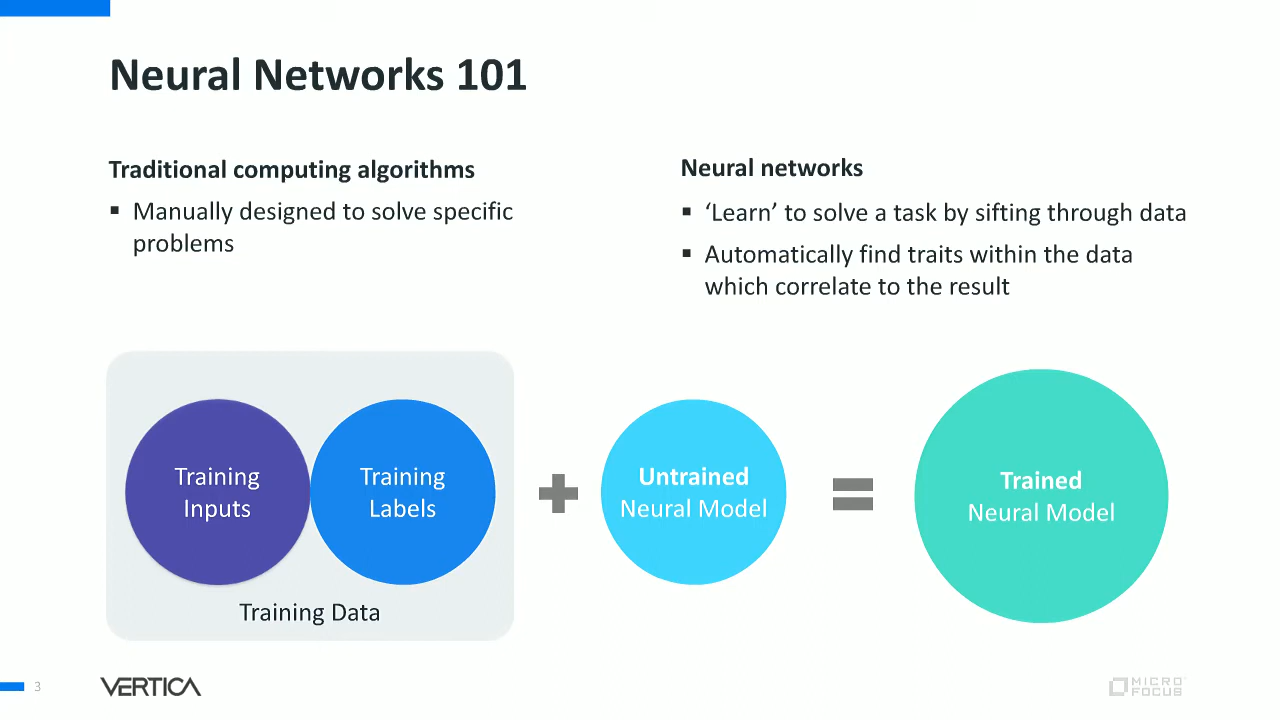 Neural Networks 101
Traditional computing algorithms
▪ Manually designed to solve specific
problems
Neural networks
▪ ‘Learn’ to solve a task by sifting through data
▪ Automatically find traits within the data
which correlate to the result
Training
Inputs
Training
Labels
Training Data
Untrained
Neural Model
Trained
Neural Model
3
VERTICA
MICRO
FOCUS